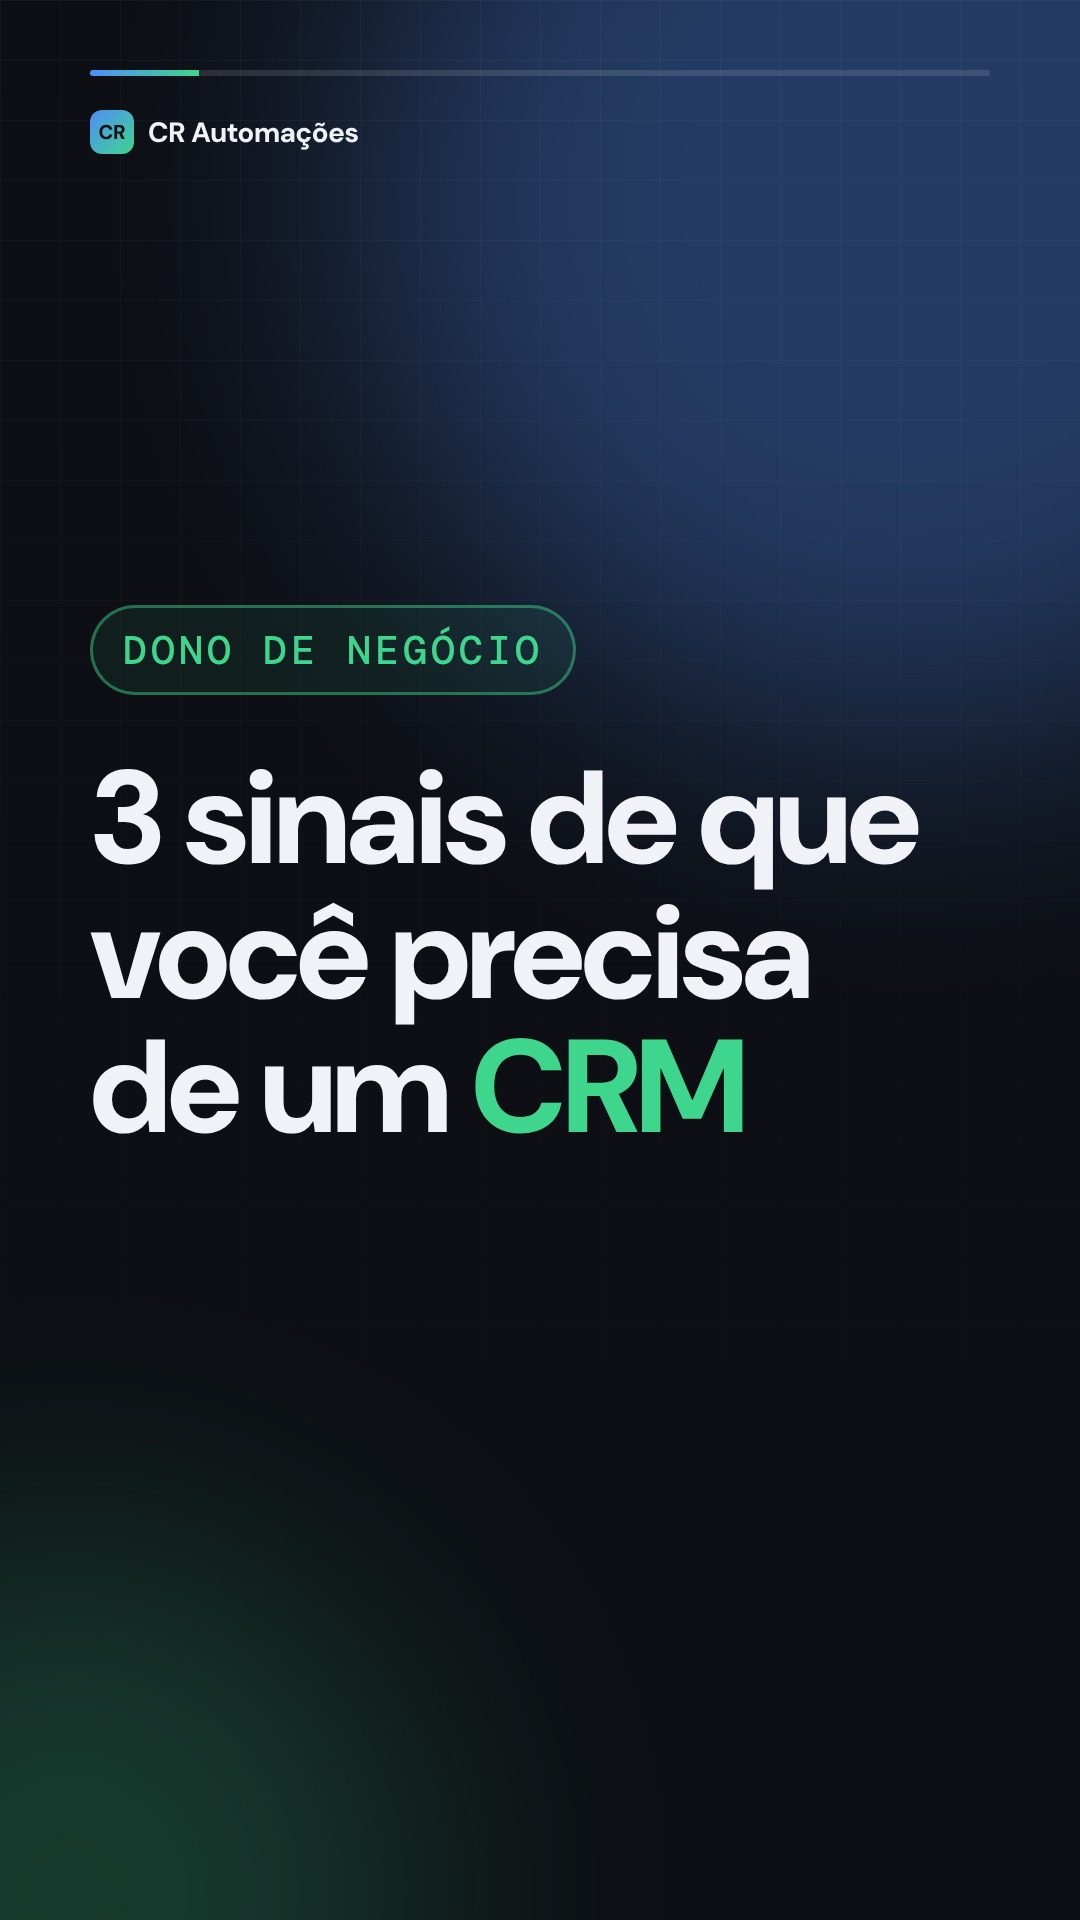 CR
CR Automações
DONO DE NEGÓCIO
3 sinais de que
você precisa
de um CRM